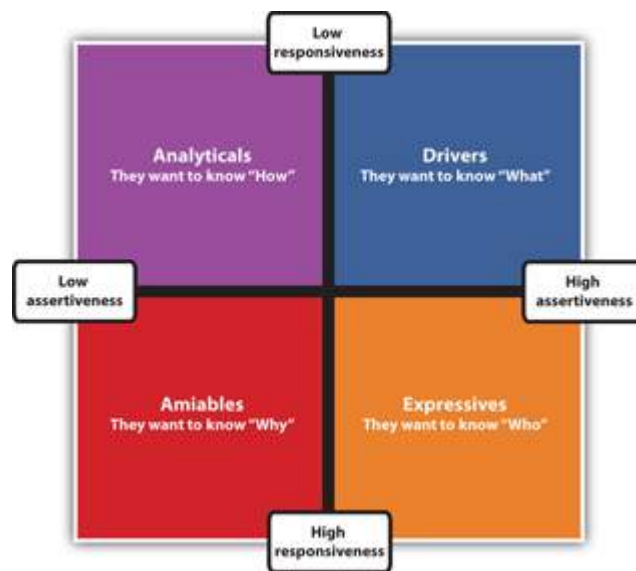 Low
responsiveness
Analyticals
They want to know "How"
Drivers
They want to know "What"
Low
assertiveness
High
assertiveness
Amiables
They want to know "Why"
Expressives
They want to know "Who"
High
responsiveness